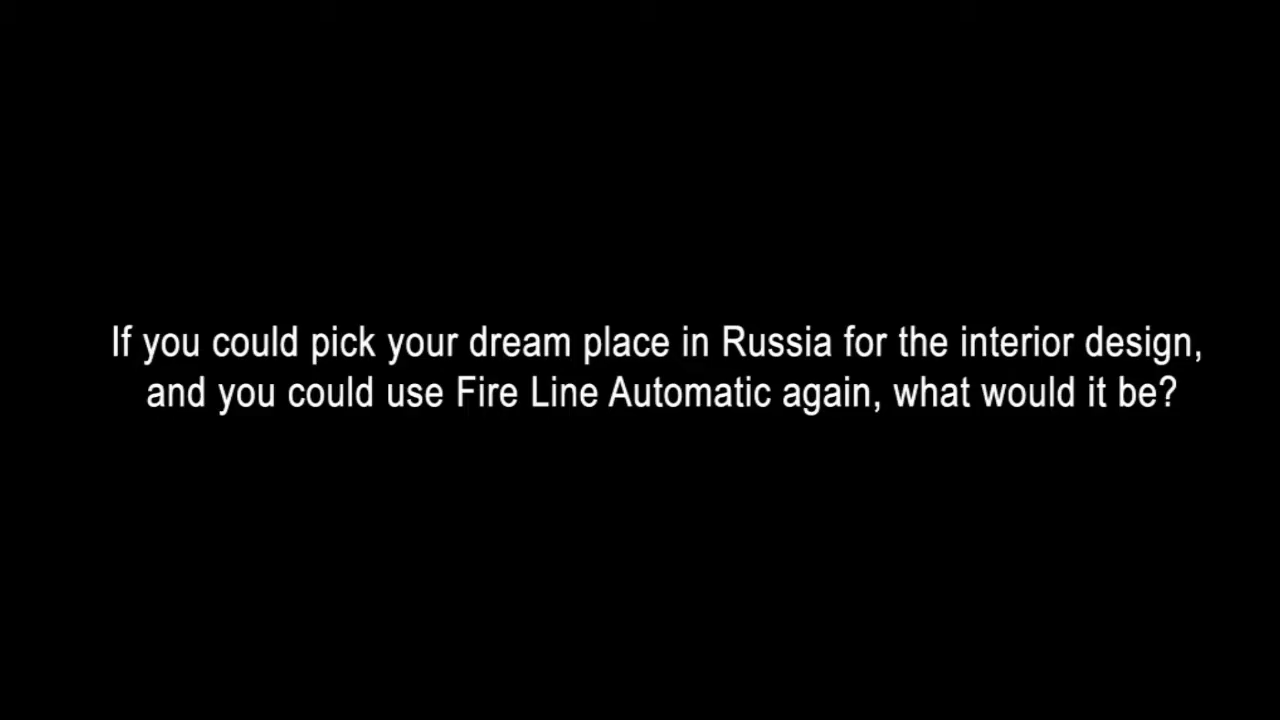 If you could pick your dream place in Russia for the interior design,
and you could use Fire Line Automatic again, what would it be?